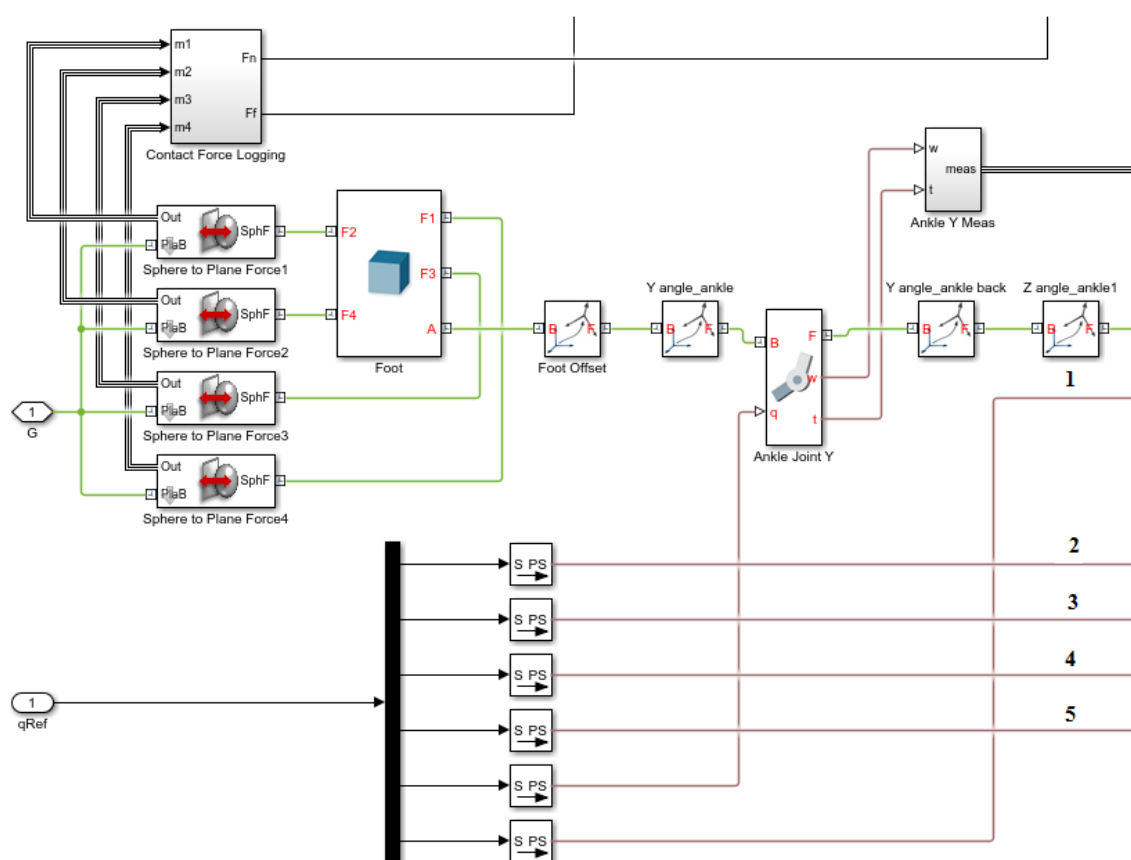 m1
m2
m3
m4
Fn
Ff
Contact Force Logging
Out
PlaB
SphF
Sphere to Plane Force1
Out
PlaB
SphF
Sphere to Plane Force2
Out
PlaB
SphF
Sphere to Plane Force3
Out
PlaB
SphF
Sphere to Plane Force4
1
G
F2
F4
F1
F3
A
Foot
B F
Foot Offset
Y angle_ankle
B F
B
q
F
w
t
Ankle Joint Y
w
t
meas
Ankle Y Meas
Y angle_ankle back
B F
Z angle_ankle1
B F
1
2
3
4
5
1
qRef
S PS
S PS
S PS
S PS
S PS
S PS